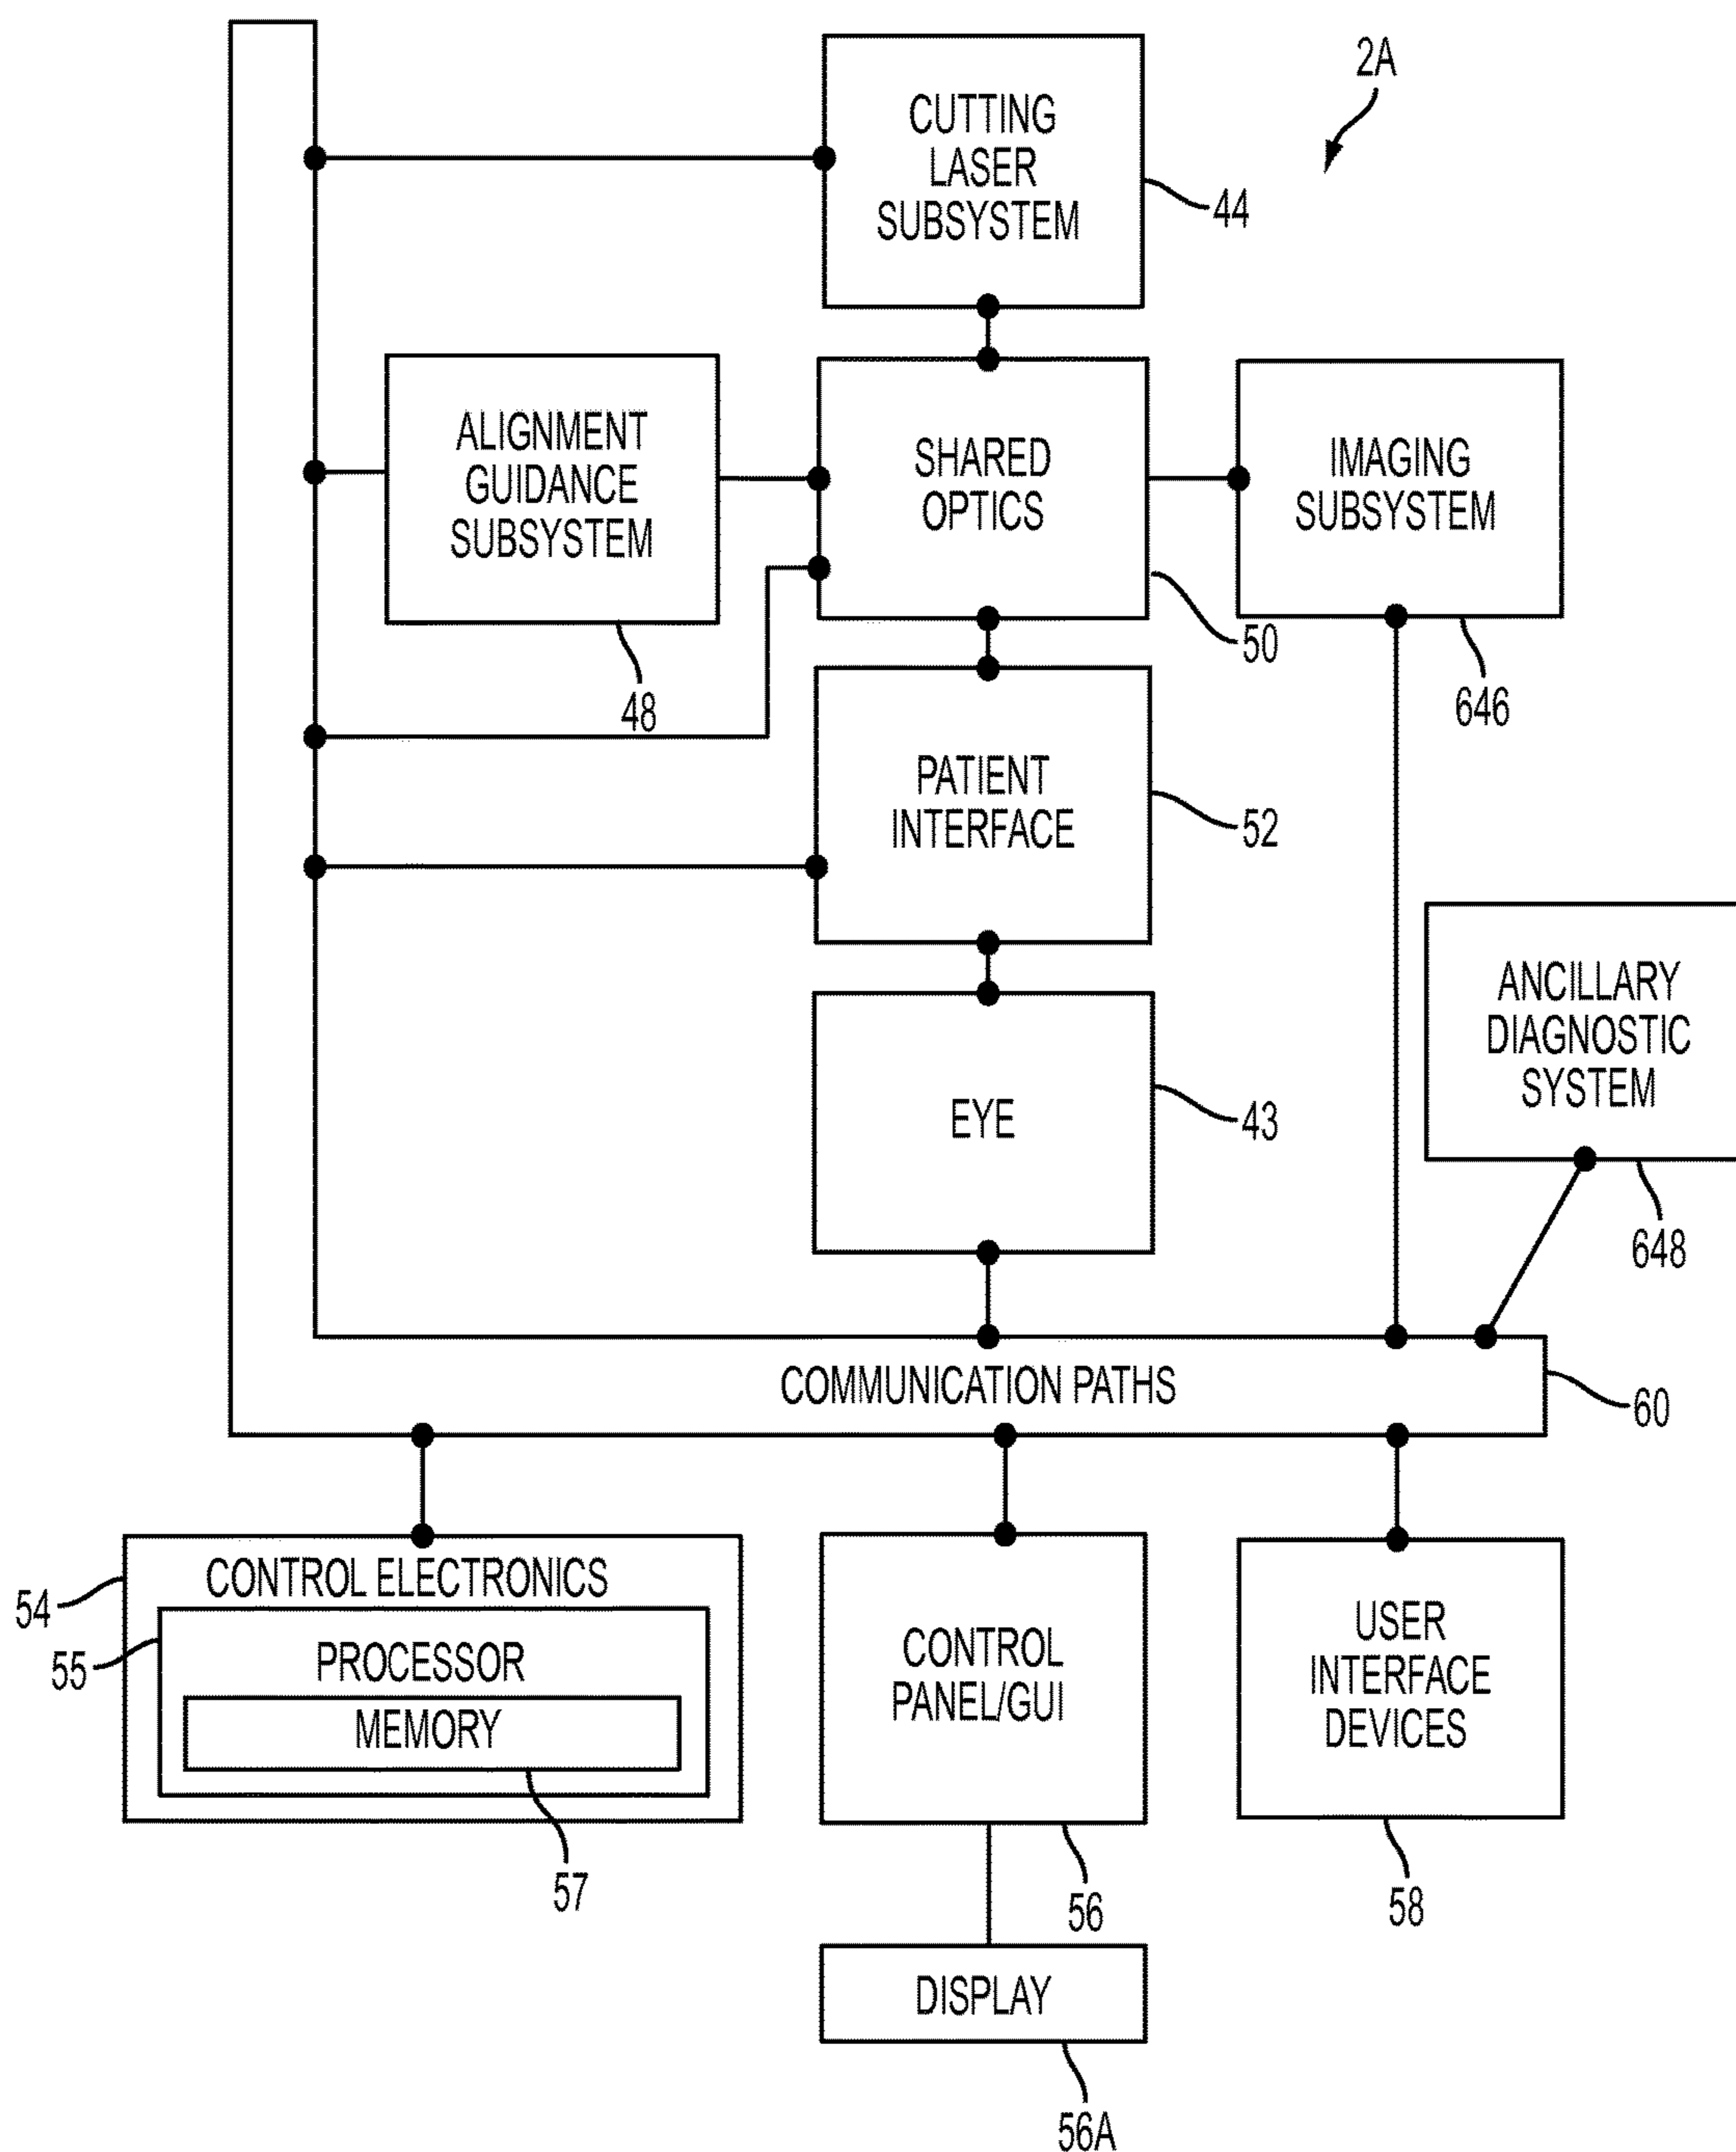 2A
CUTTING
LASER
SUBSYSTEM
44
ALIGNMENT
GUIDANCE
SUBSYSTEM
48
SHARED
OPTICS
50
IMAGING
SUBSYSTEM
646
PATIENT
INTERFACE
52
EYE
43
ANCILLARY
DIAGNOSTIC
SYSTEM
648
COMMUNICATION PATHS
60
CONTROL ELECTRONICS
54
PROCESSOR
55
MEMORY
57
CONTROL
PANEL/GUI
56
USER
INTERFACE
DEVICES
58
DISPLAY
56A